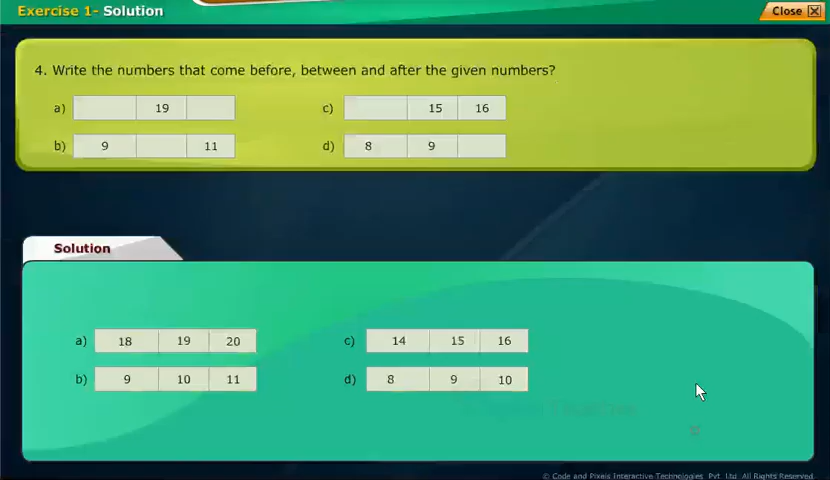 Exercise 1- Solution
Close
4. Write the numbers that come before, between and after the given numbers?
a) 19
c) 15 16
b) 9 11
d) 8 9
Solution
a) 18 19 20
c) 14 15 16
b) 9 10 11
d) 8 9 10
© Code and Pixels Interactive Technologies. Pvt. Ltd. All Rights Reserved.